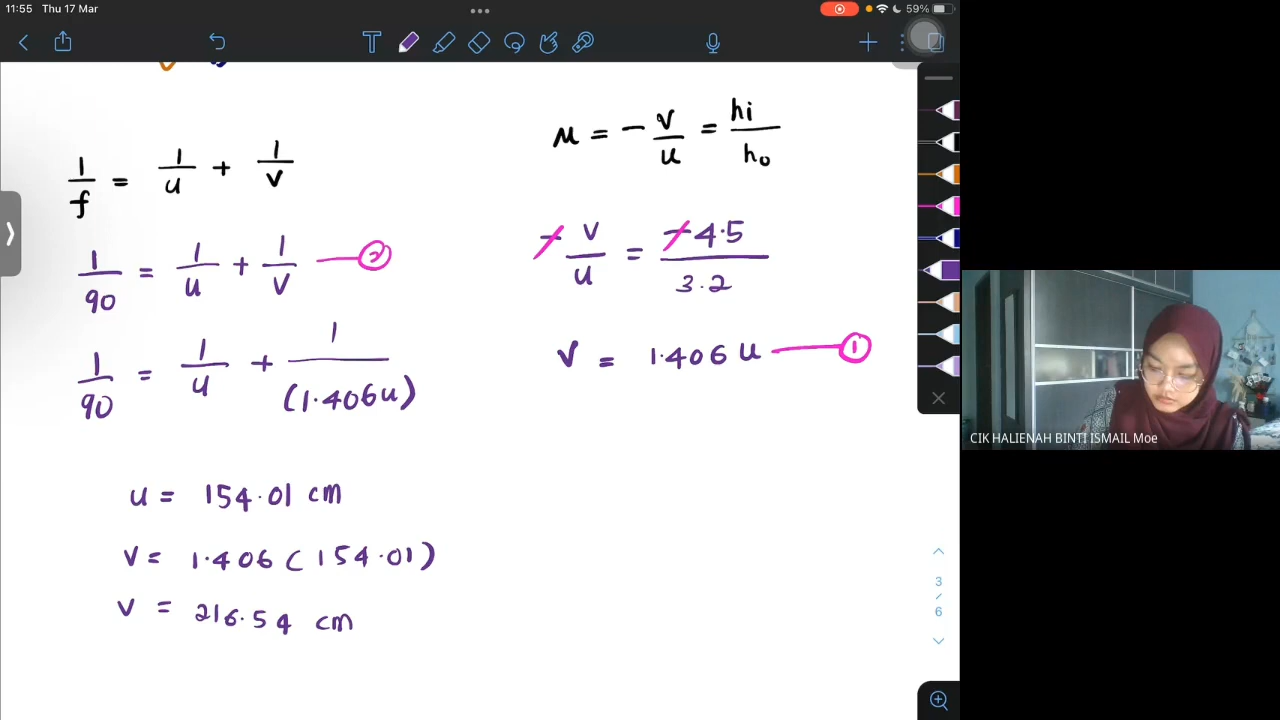 11:55 Thu 17 Mar
59%
1/f = 1/u + 1/v
1/90 = 1/u + 1/v — ②
1/90 = 1/u + 1/(1.406u)
u = 154.01 cm
v = 1.406 (154.01)
v = 216.54 cm
M = - v/u = hi/ho
- v/u = -4.5/3.2
v = 1.406 u — ①
3
/
6
CIK HALIENAH BINTI ISMAIL Moe